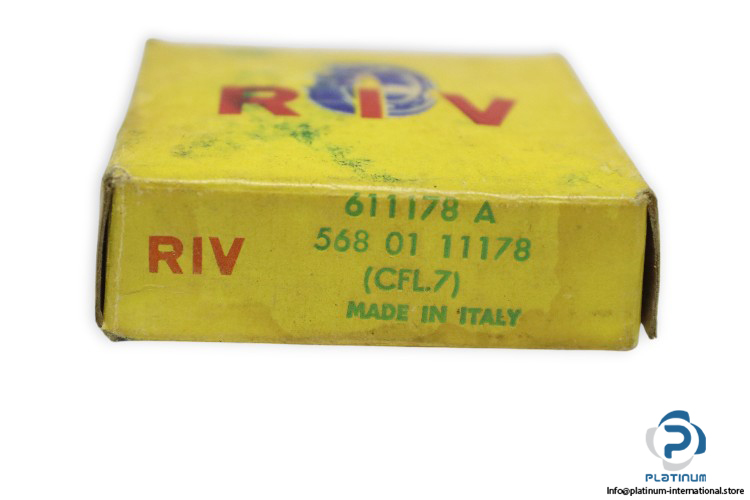 RIV
611178 A
RIV
568 01 11178
(CFL.7)
MADE IN ITALY
PLATINUM
Info@platinum-international.store